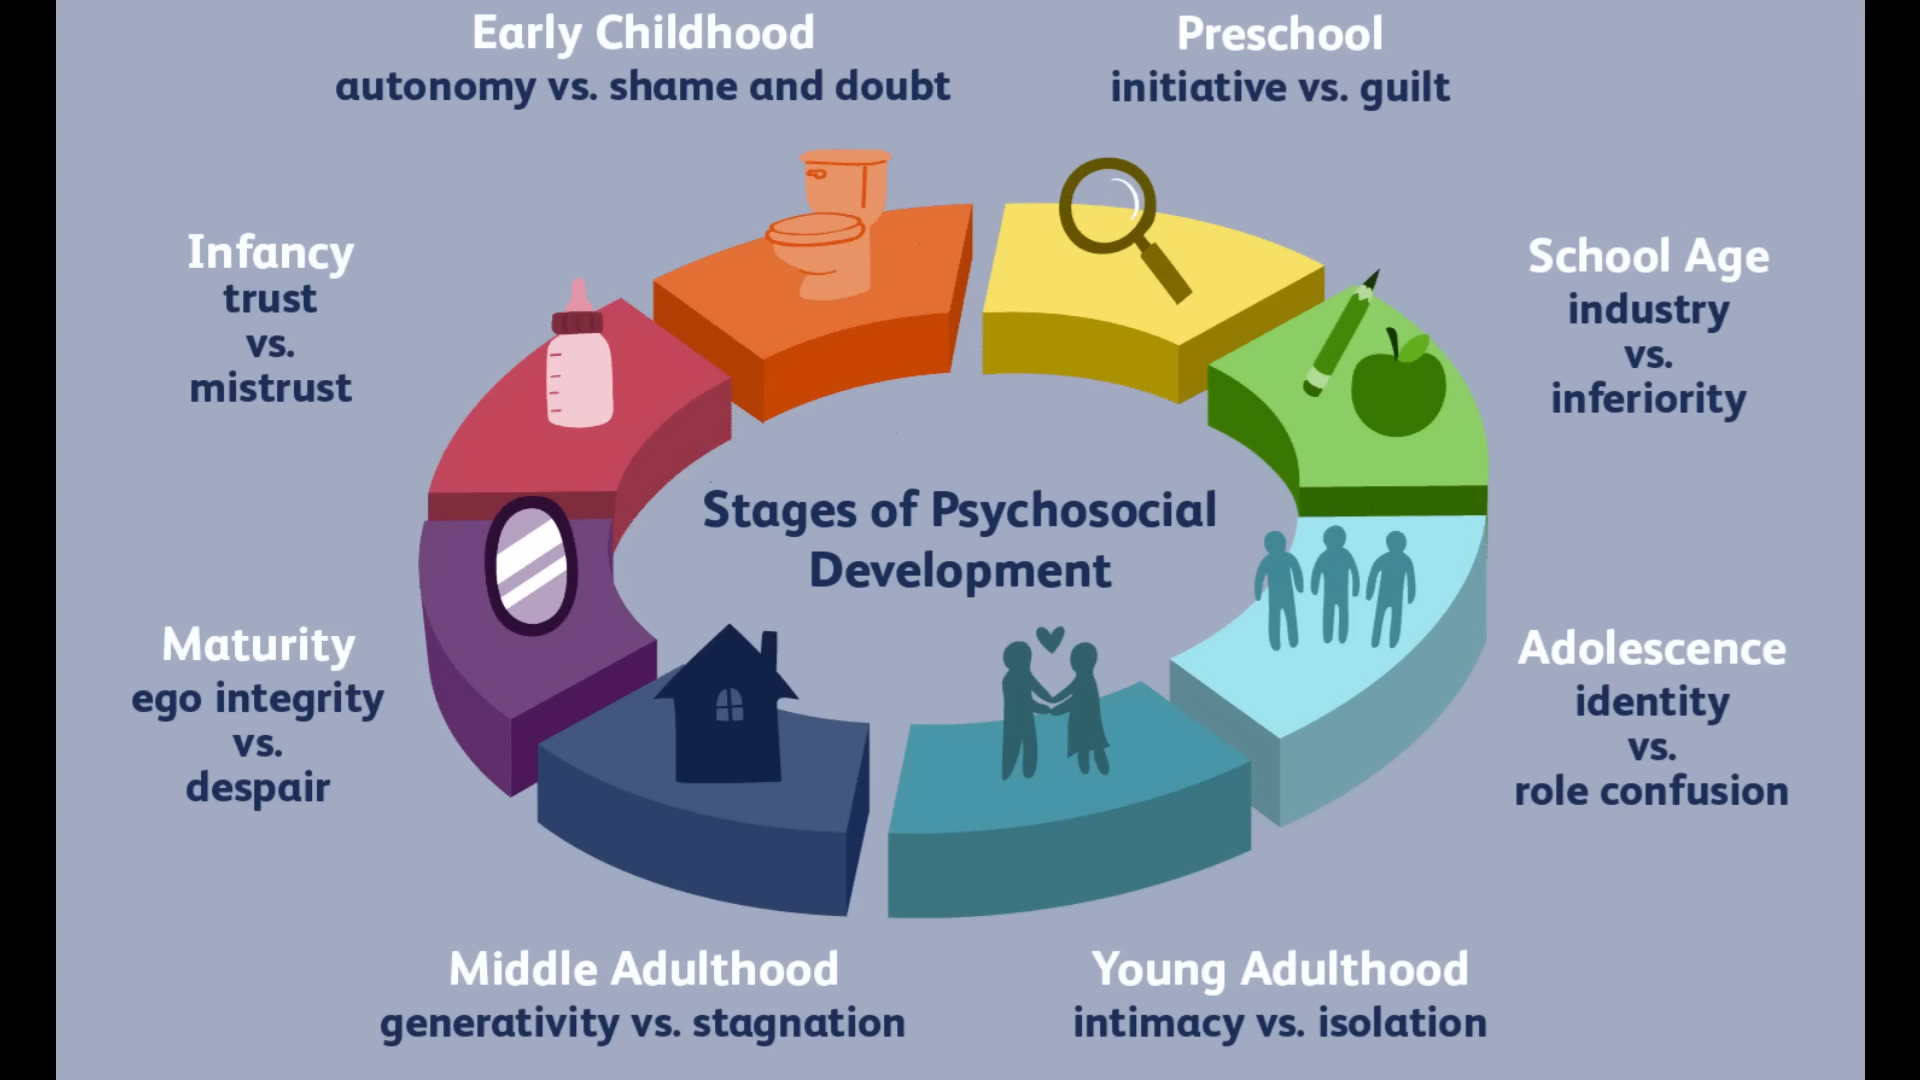 Early Childhood
autonomy vs. shame and doubt
Preschool
initiative vs. guilt
Infancy
trust
vs.
mistrust
School Age
industry
vs.
inferiority
Stages of Psychosocial
Development
Maturity
ego integrity
vs.
despair
Adolescence
identity
vs.
role confusion
Middle Adulthood
generativity vs. stagnation
Young Adulthood
intimacy vs. isolation